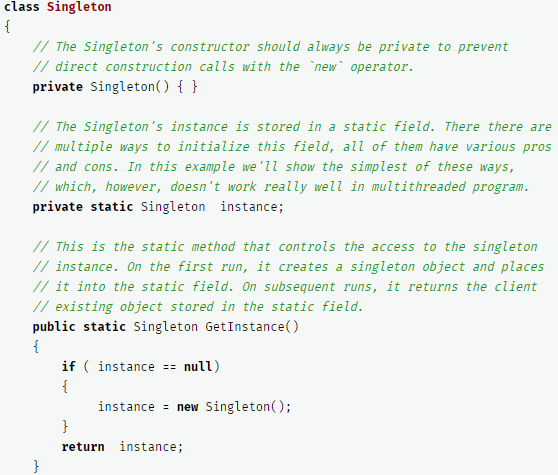 class Singleton
{
// The Singleton's constructor should always be private to prevent
// direct construction calls with the `new` operator.
private Singleton() { }
// The Singleton's instance is stored in a static field. There there are
// multiple ways to initialize this field, all of them have various pros
// and cons. In this example we'll show the simplest of these ways,
// which, however, doesn't work really well in multithreaded program.
private static Singleton  instance;
// This is the static method that controls the access to the singleton
// instance. On the first run, it creates a singleton object and places
// it into the static field. On subsequent runs, it returns the client
// existing object stored in the static field.
public static Singleton GetInstance()
{
if ( instance == null)
{
instance = new Singleton();
}
return  instance;
}